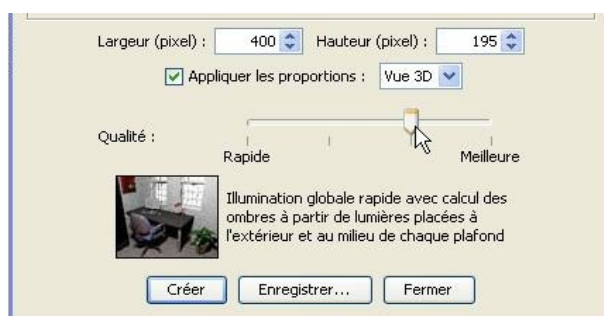 Largeur (pixel) : 400 Hauteur (pixel) : 195
Appliquer les proportions : Vue 3D
Qualité :
Rapide Meilleure
Illumination globale rapide avec calcul des
ombres à partir de lumières placées à
l'extérieur et au milieu de chaque plafond
Créer Enregistrer... Fermer